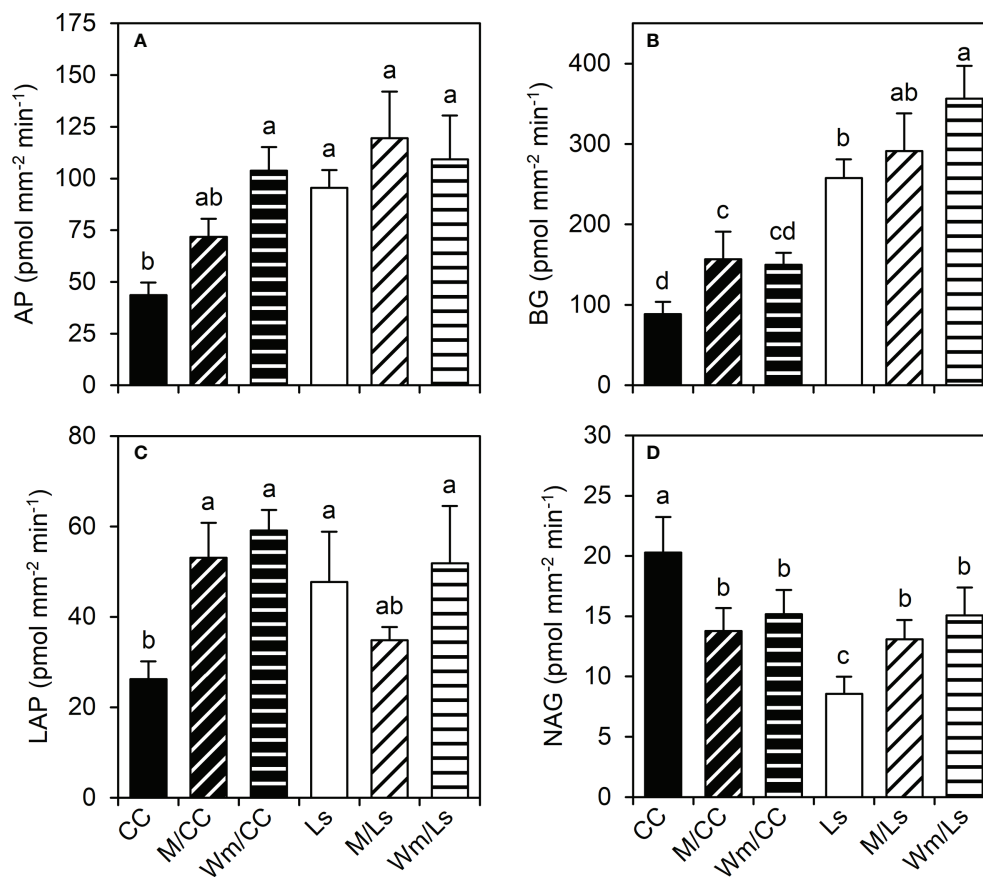 A
AP (pmol mm⁻² min⁻¹)
175
150
125
100
75
50
25
0
b
ab
a
a
a
a
B
BG (pmol mm⁻² min⁻¹)
400
300
200
100
0
d
c
cd
b
ab
a
C
LAP (pmol mm⁻² min⁻¹)
80
60
40
20
0
b
a
a
a
ab
a
CC
M/CC
Wm/CC
Ls
M/Ls
Wm/Ls
D
NAG (pmol mm⁻² min⁻¹)
30
25
20
15
10
5
0
a
b
b
c
b
b
CC
M/CC
Wm/CC
Ls
M/Ls
Wm/Ls